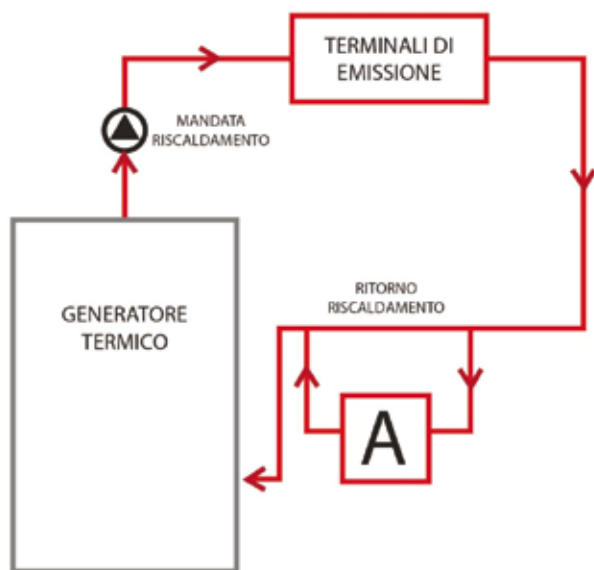 TERMINALI DI
EMISSIONE
MANDATA
RISCALDAMENTO
GENERATORE
TERMICO
RITORNO
RISCALDAMENTO
A